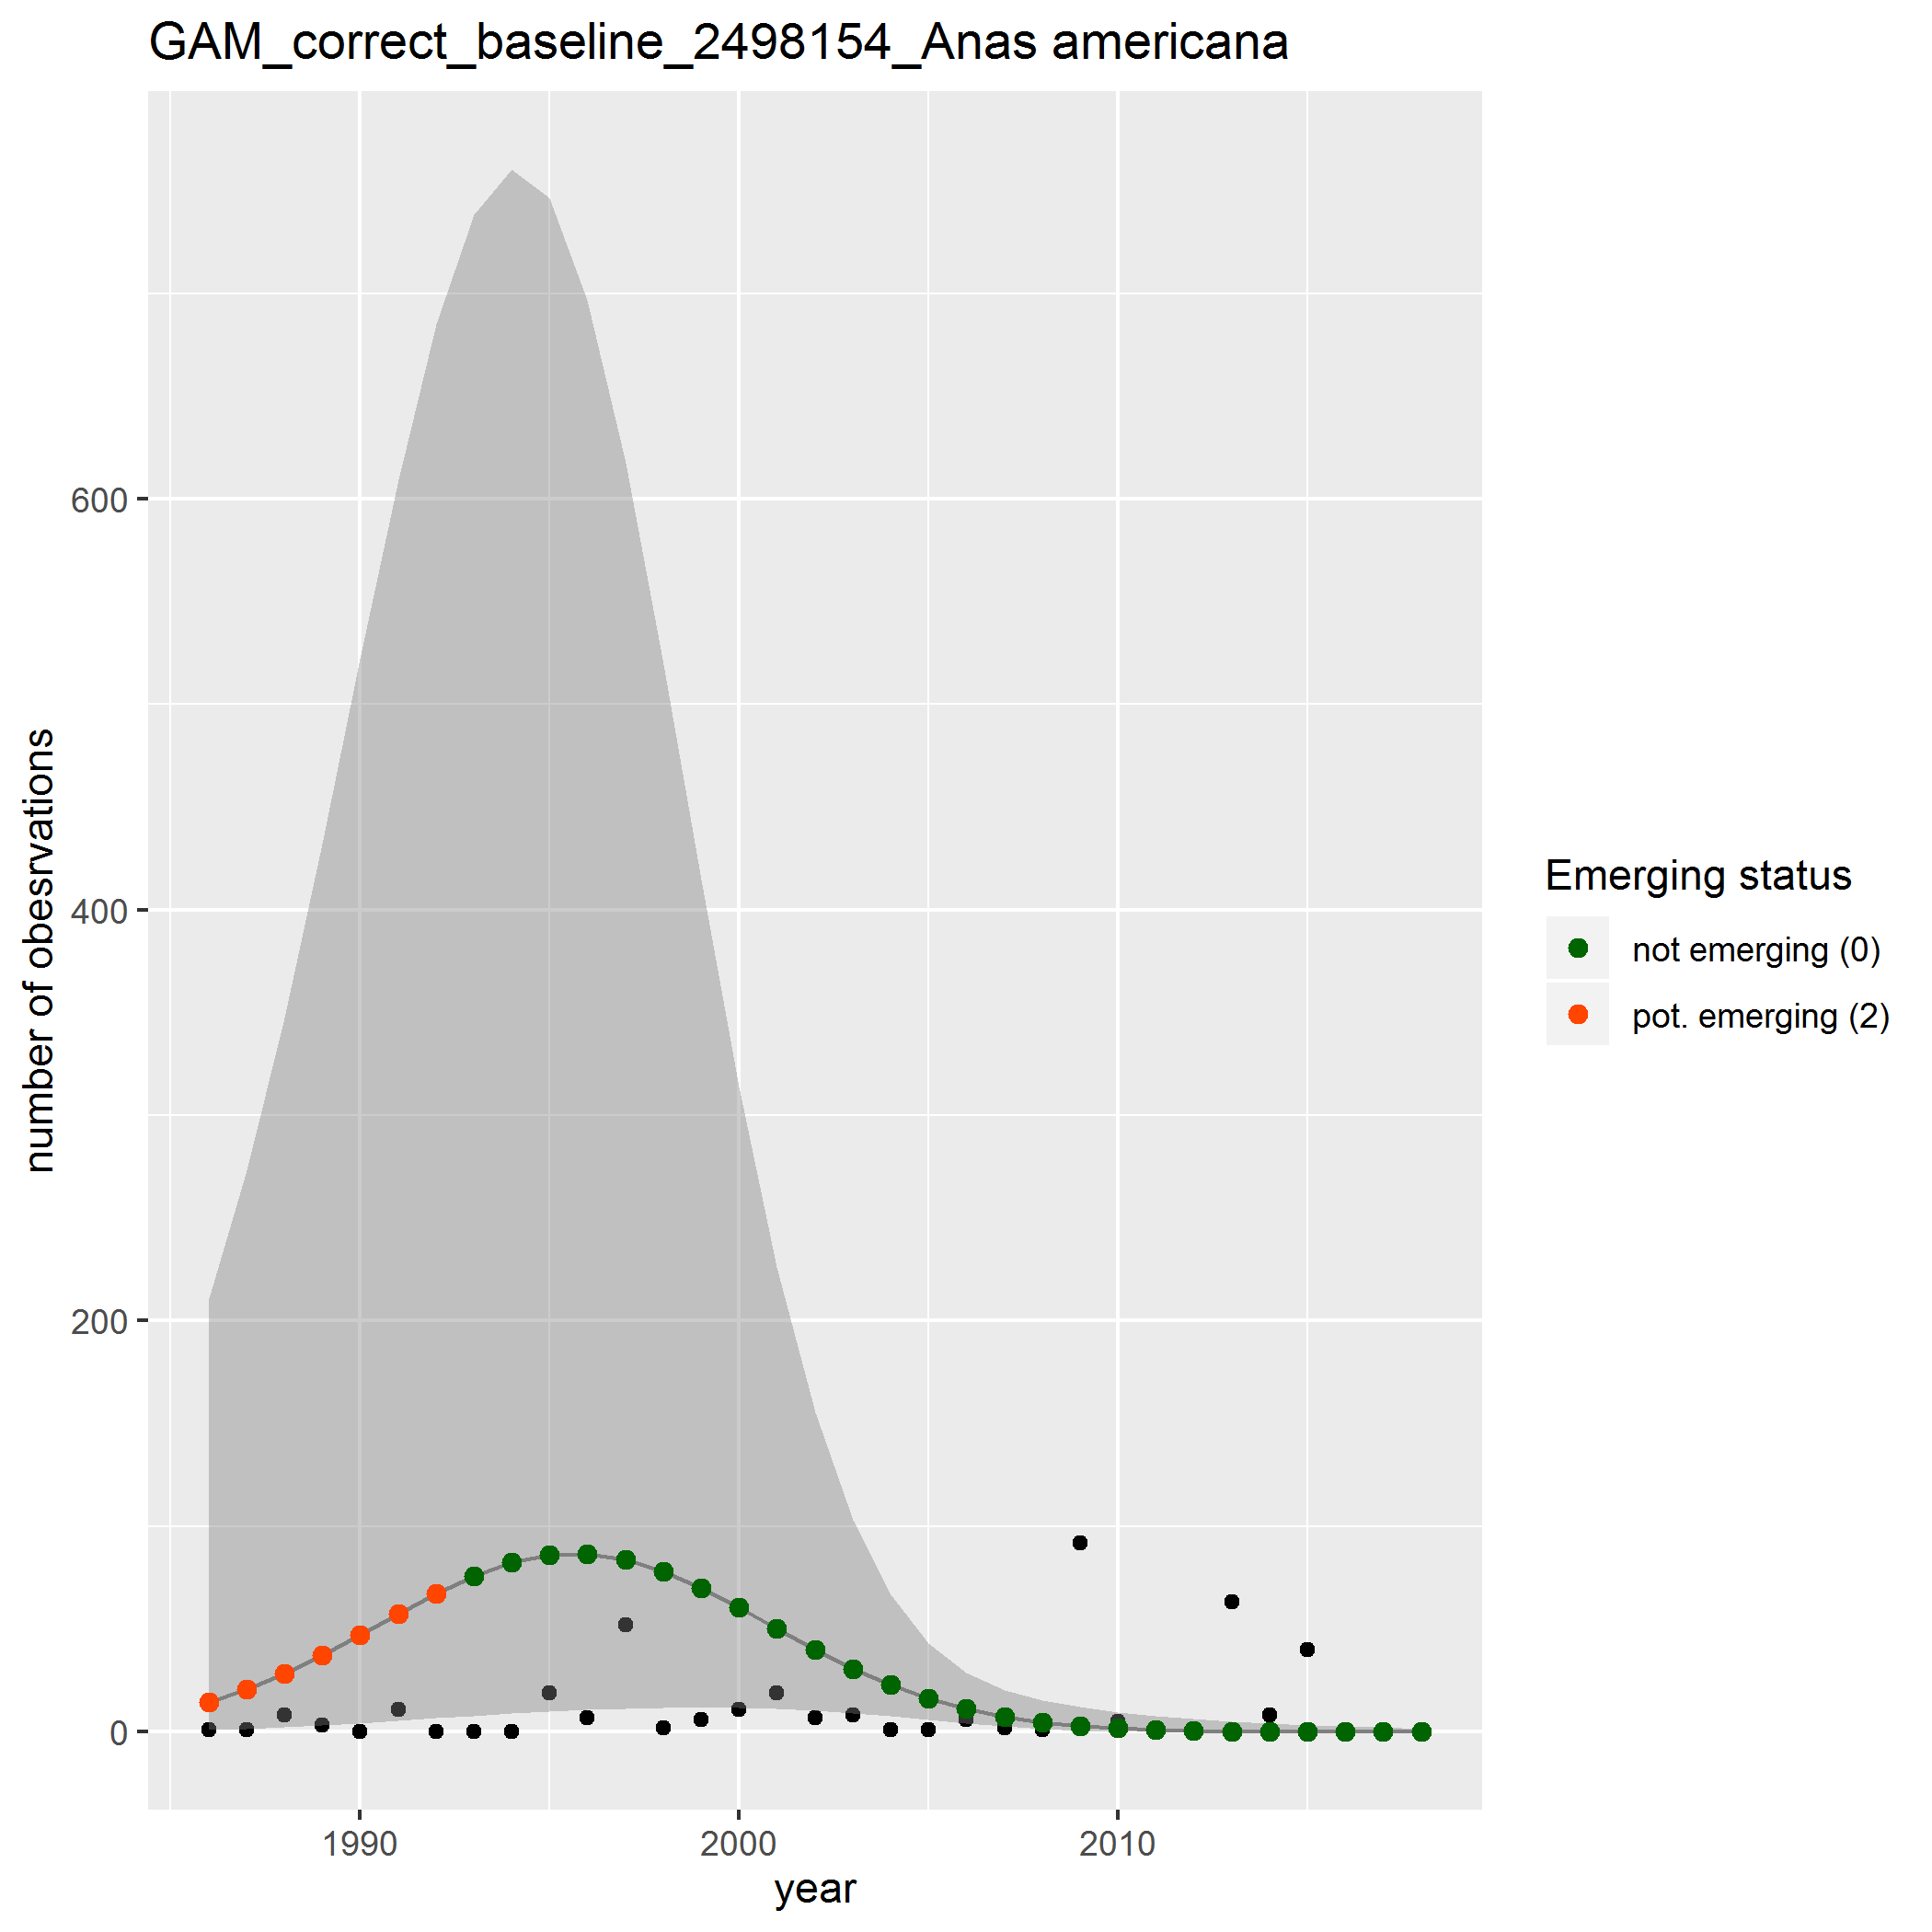 GAM_correct_baseline_2498154_Anas americana
600
400
200
0
number of obesrvations
1990
2000
2010
year
Emerging status
not emerging (0)
pot. emerging (2)